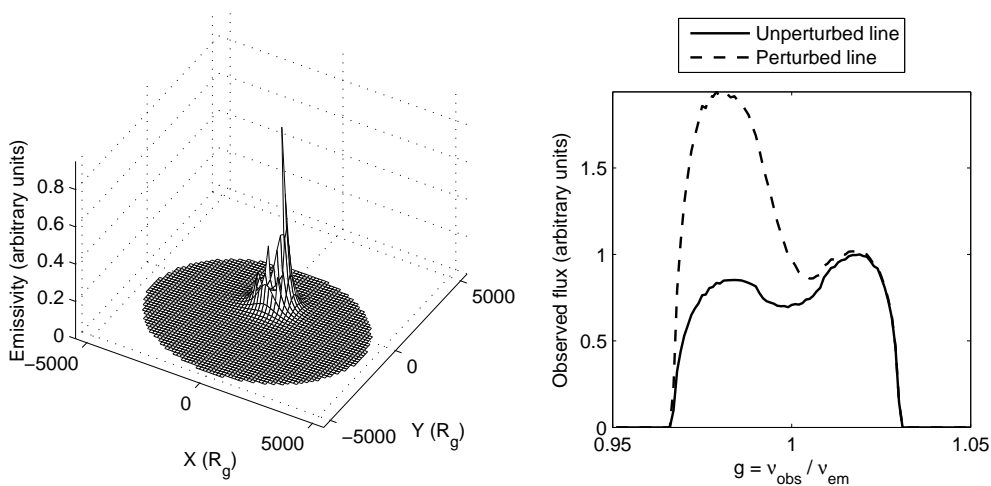 Emissivity (arbitrary units)
0.8
0.6
0.4
0.2
0
−5000
0
5000
X (R_g)
−5000
0
5000
Y (R_g)
Unperturbed line
Perturbed line
Observed flux (arbitrary units)
1.5
1
0.5
0
0.95
1
1.05
g = ν_obs / ν_em